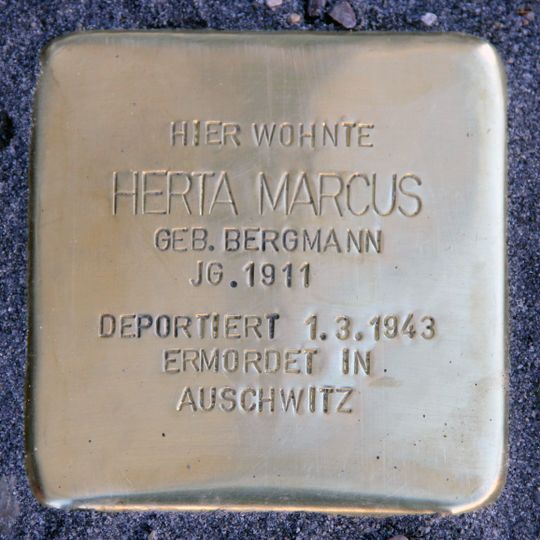 HIER WOHNTE
HERTA MARCUS
GEB. BERGMANN
JG. 1911
DEPORTIERT 1.3.1943
ERMORDET IN
AUSCHWITZ